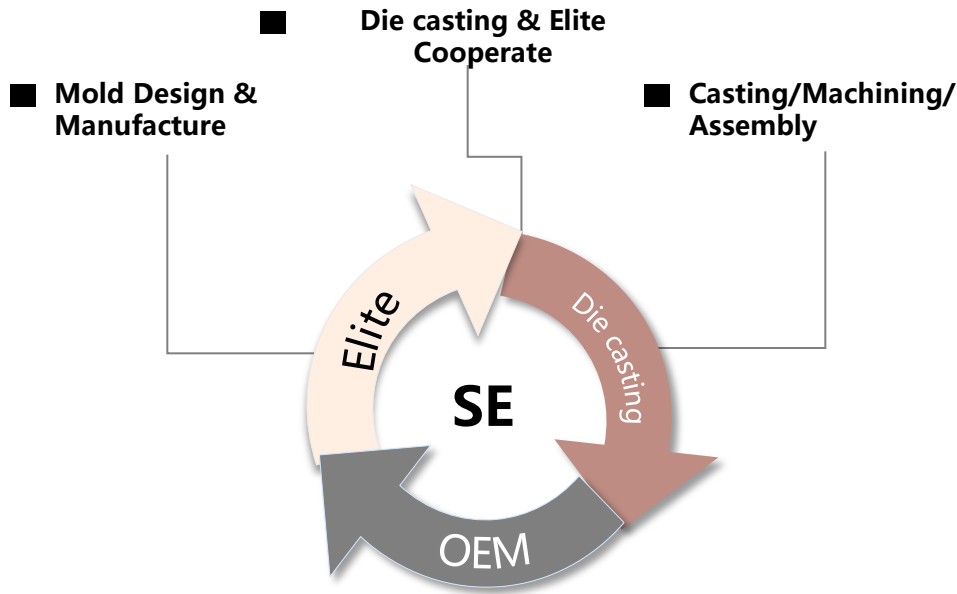 Die casting & Elite
Cooperate
Mold Design &
Manufacture
Casting/Machining/
Assembly
Elite
Die casting
SE
OEM